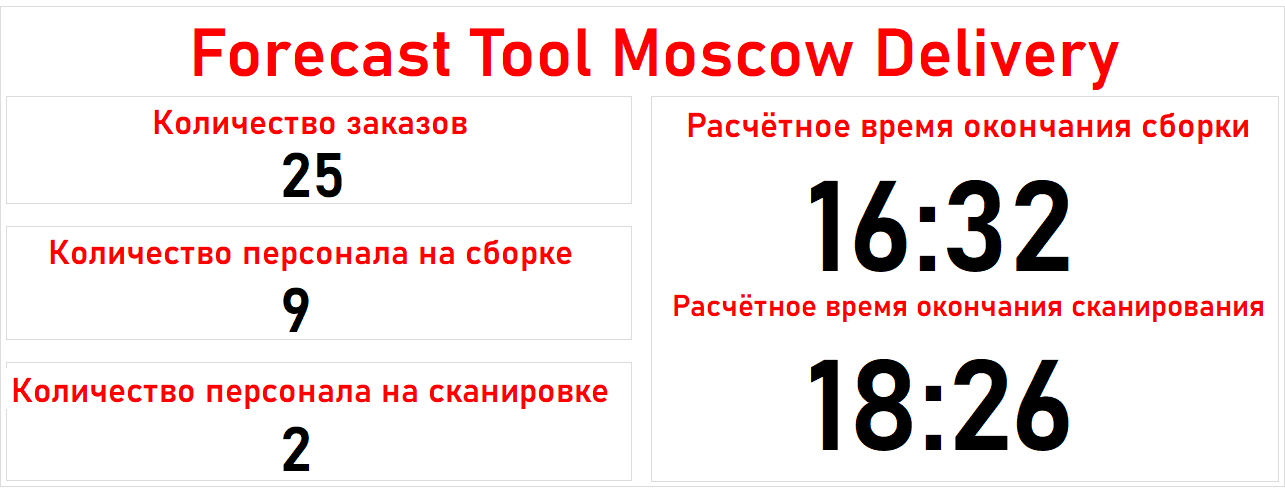 Forecast Tool Moscow Delivery
Количество заказов
25
Количество персонала на сборке
9
Количество персонала на сканировке
2
Расчётное время окончания сборки
16:32
Расчётное время окончания сканирования
18:26